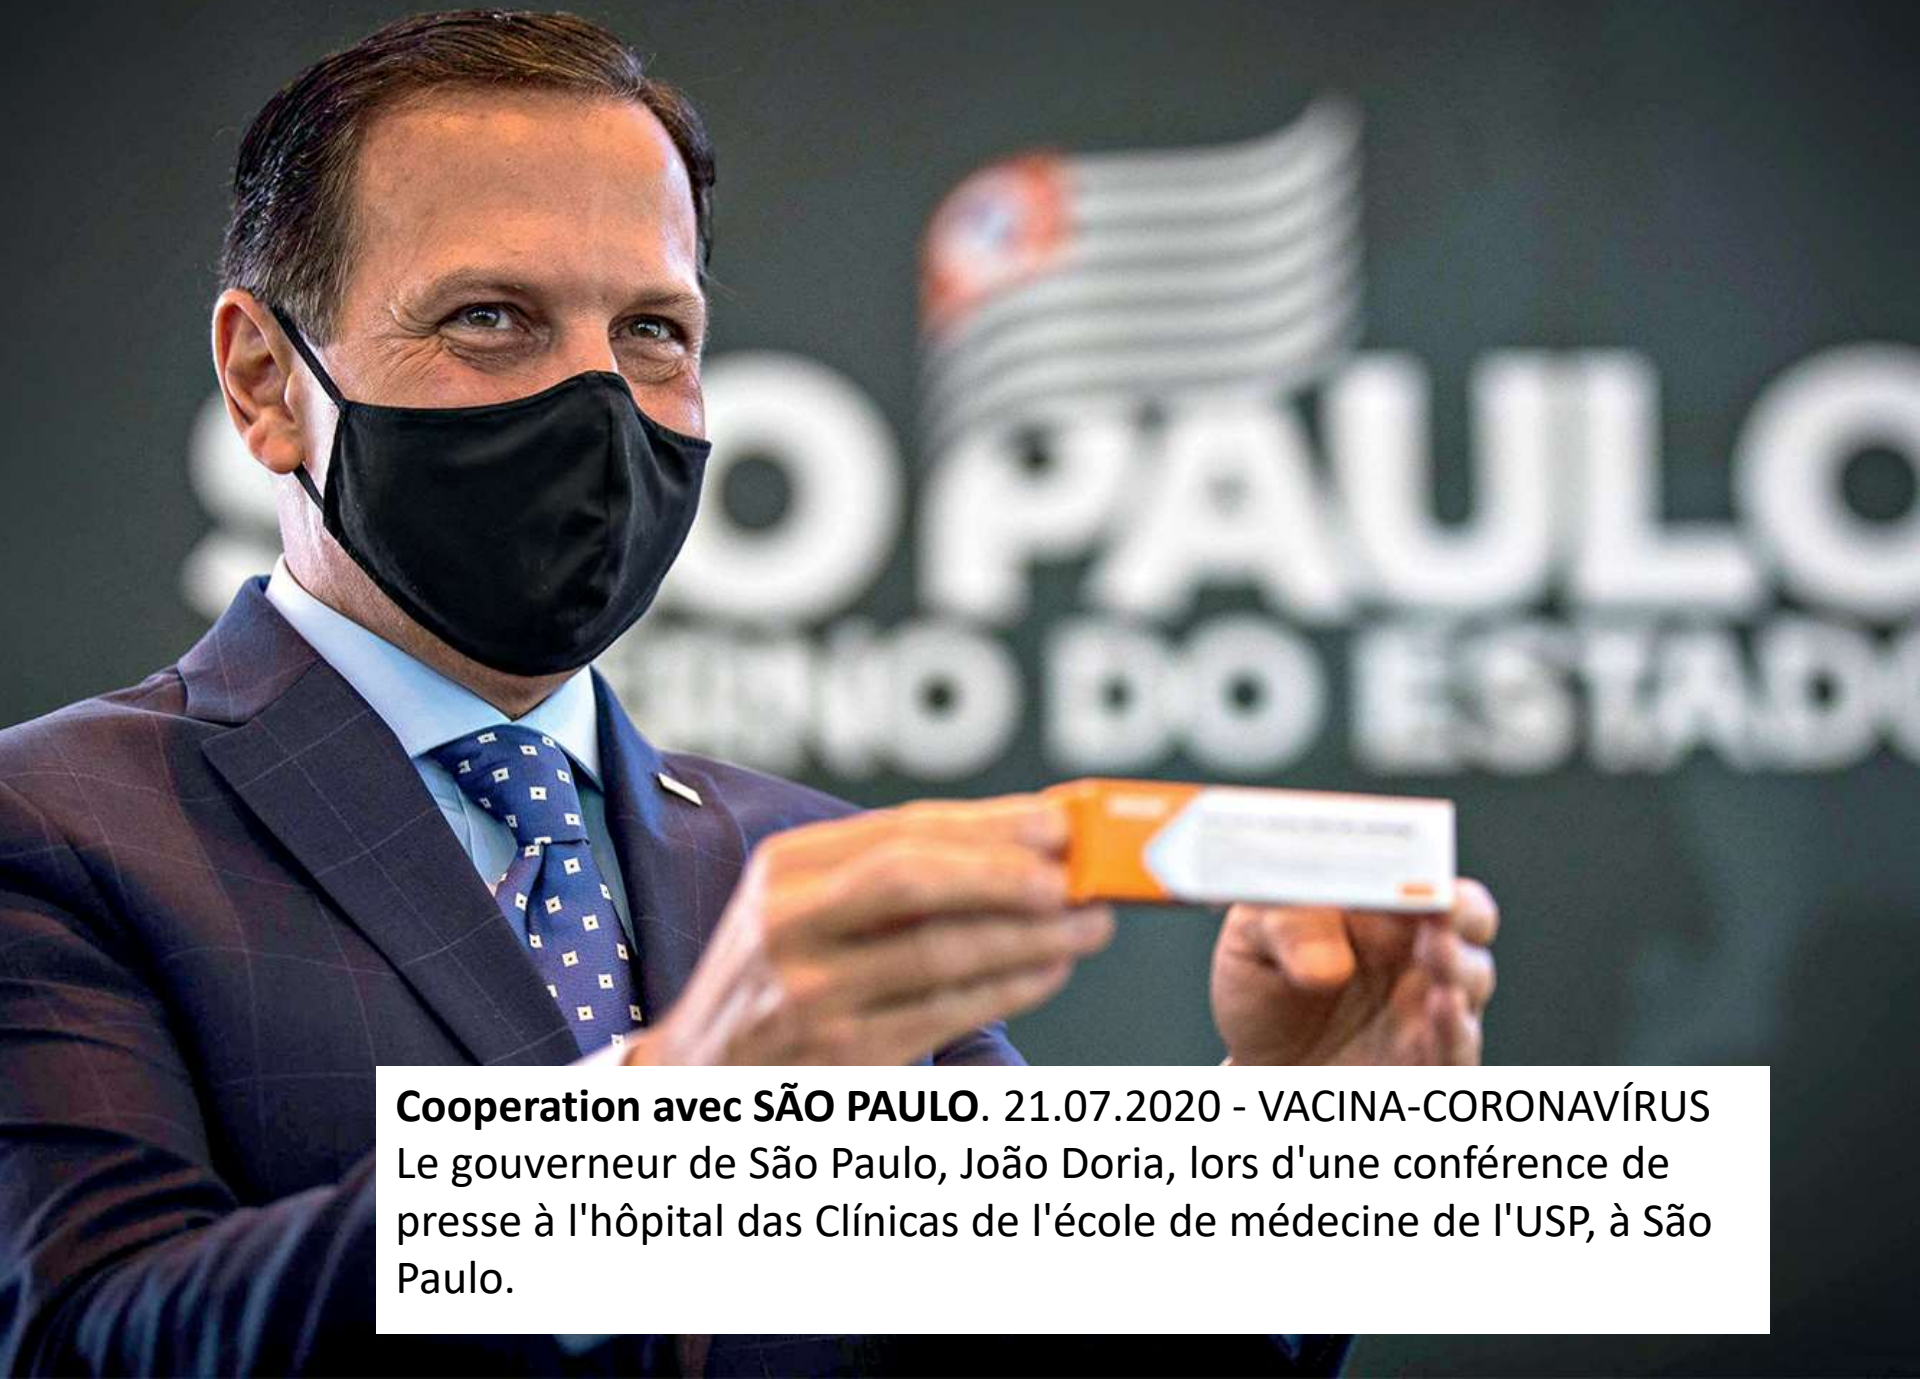 PAULO
DO ESTADO
Cooperation avec SÃO PAULO. 21.07.2020 - VACINA-CORONAVÍRUS
Le gouverneur de São Paulo, João Doria, lors d'une conférence de
presse à l'hôpital das Clínicas de l'école de médecine de l'USP, à São
Paulo.